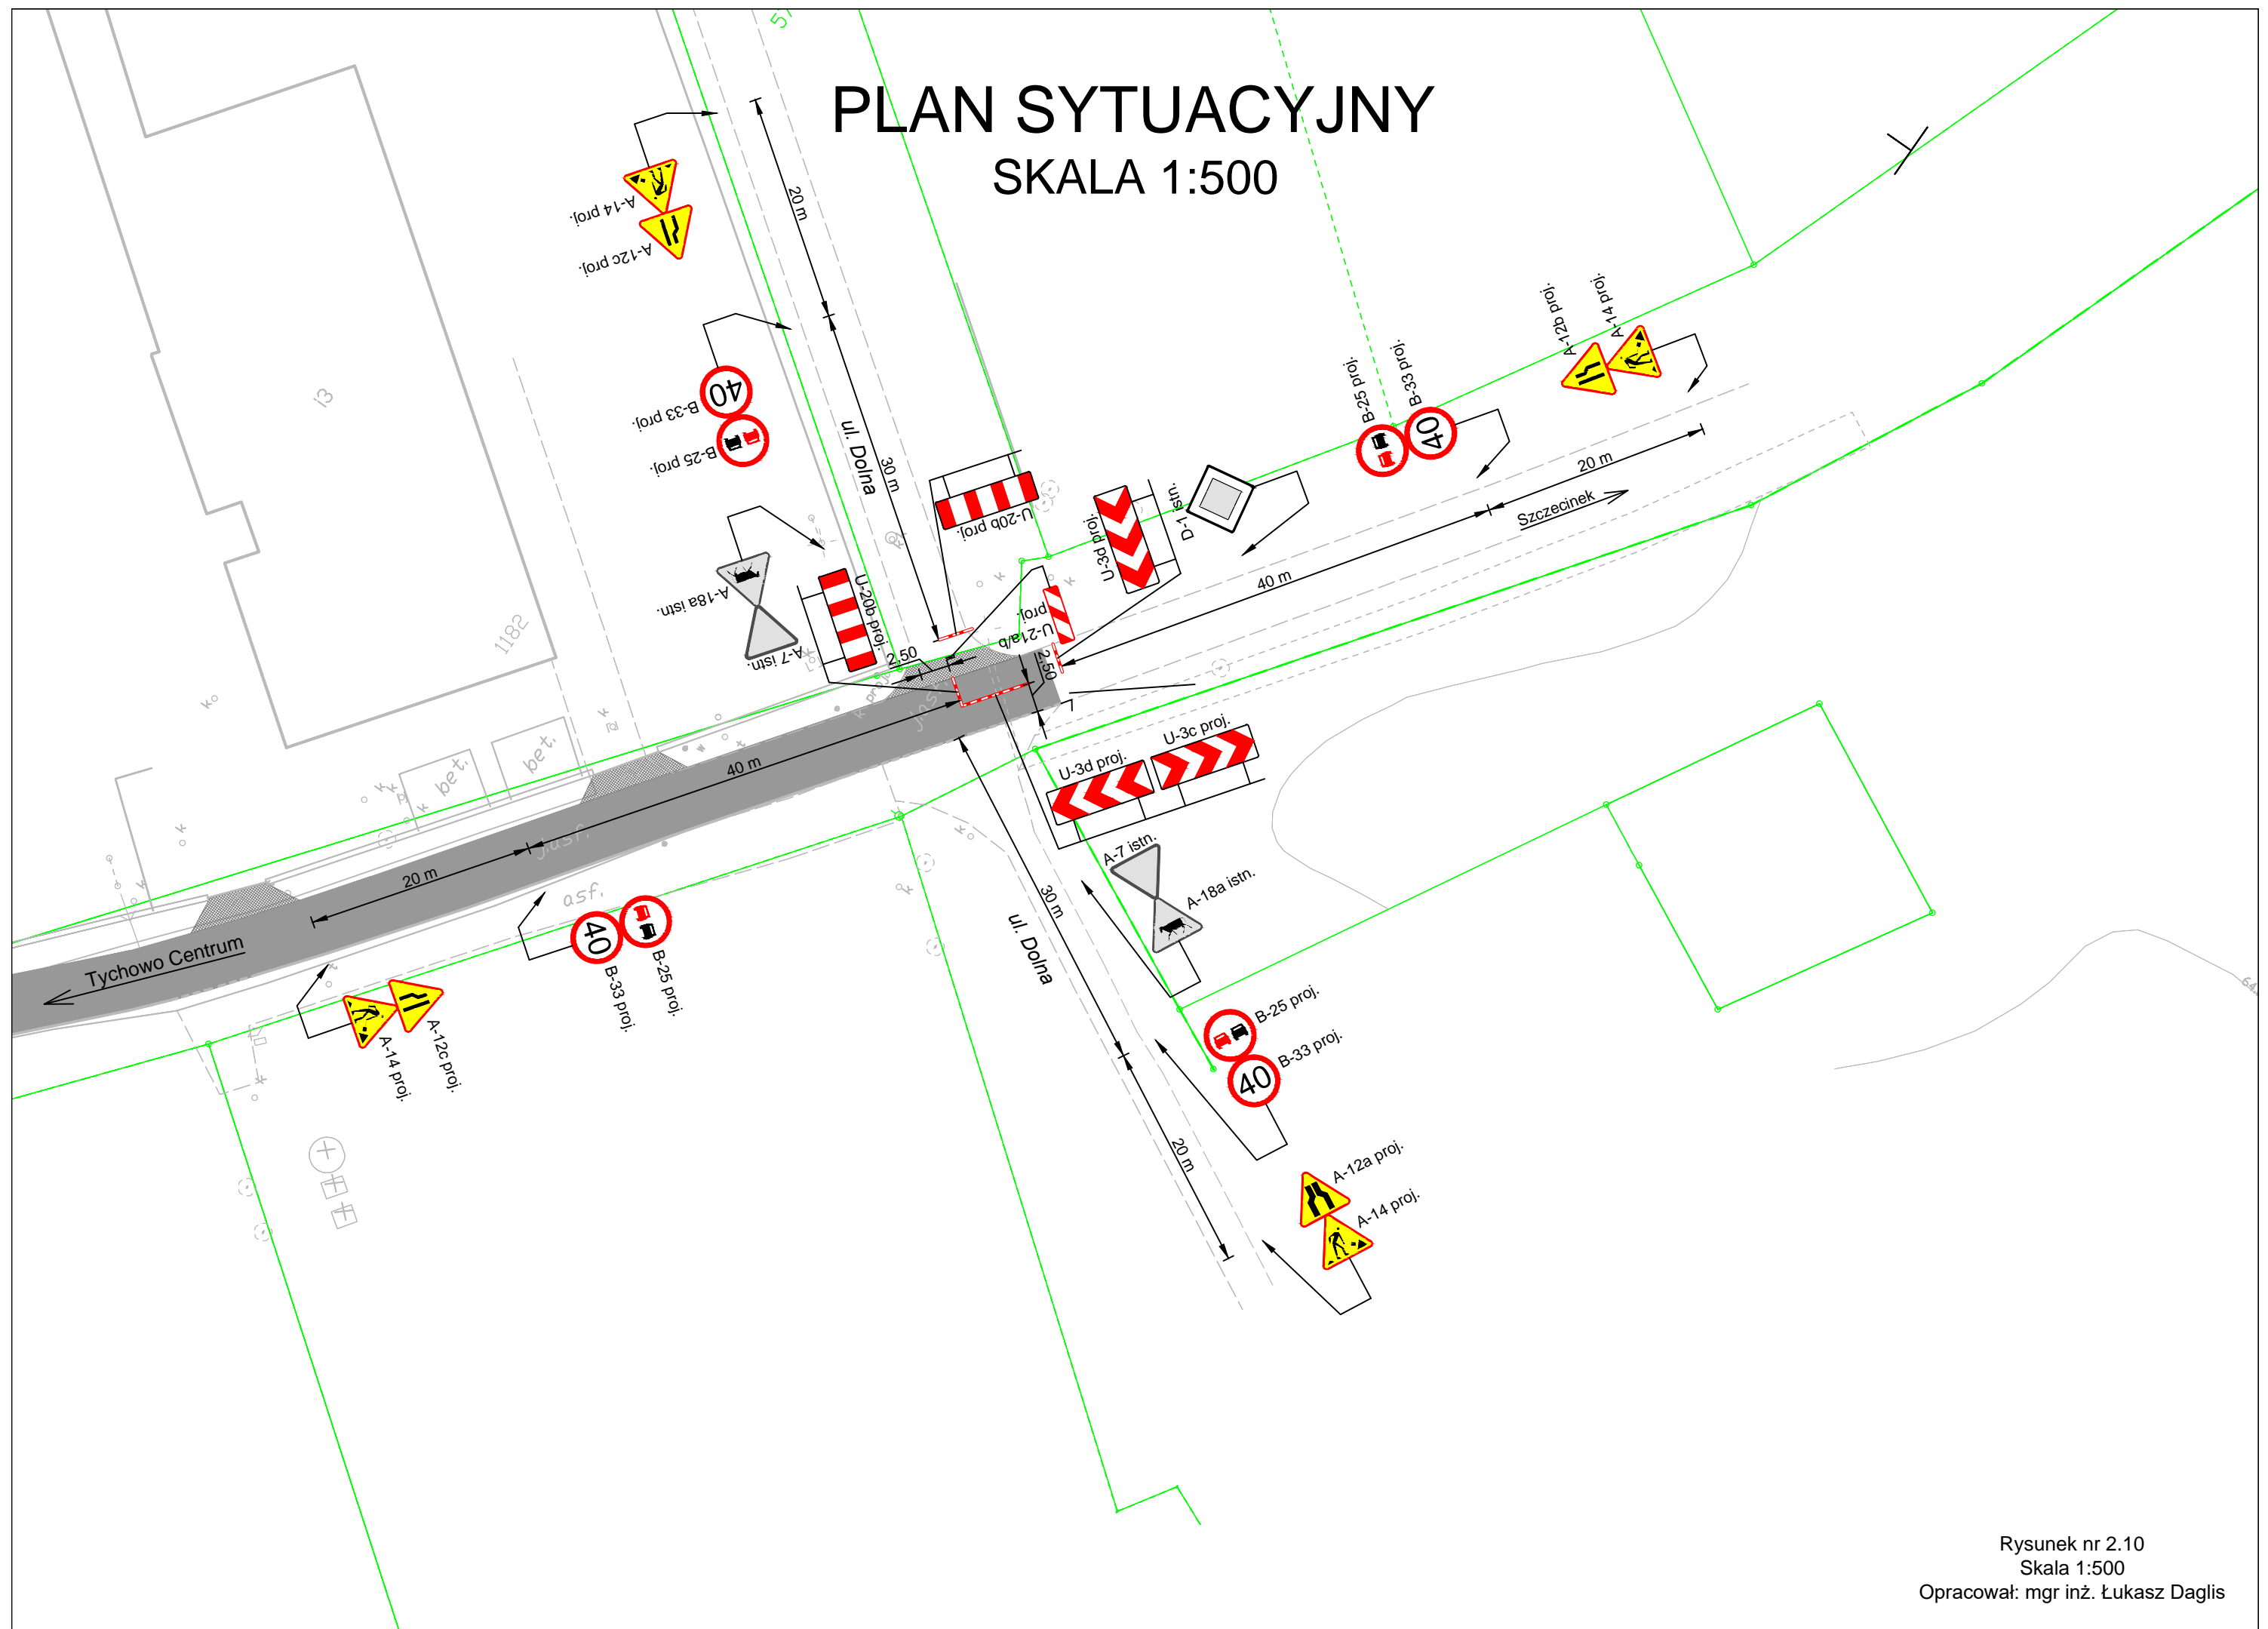 PLAN SYTUACYJNY
SKALA 1:500
A-14 proj.
A-12c proj.
20 m
40
B-33 proj.
B-25 proj.
ul. Dolna
30 m
A-18a istn.
A-7 istn.
U-20b proj.
U-20b proj.
U-21a/b
proj.
U-3d proj.
D-1 istn.
B-25 proj.
B-33 proj.
40
A-12b proj.
A-14 proj.
20 m
Szczecinek
40 m
2,50
2,50
13
1182
bet.
bet.
j.asf.
asf.
40 m
20 m
Tychowo Centrum
A-14 proj.
A-12c proj.
40
B-33 proj.
B-25 proj.
U-3d proj.
U-3c proj.
A-7 istn.
A-18a istn.
30 m
ul. Dolna
B-25 proj.
40
B-33 proj.
20 m
A-12a proj.
A-14 proj.
Rysunek nr 2.10
Skala 1:500
Opracował: mgr inż. Łukasz Daglis